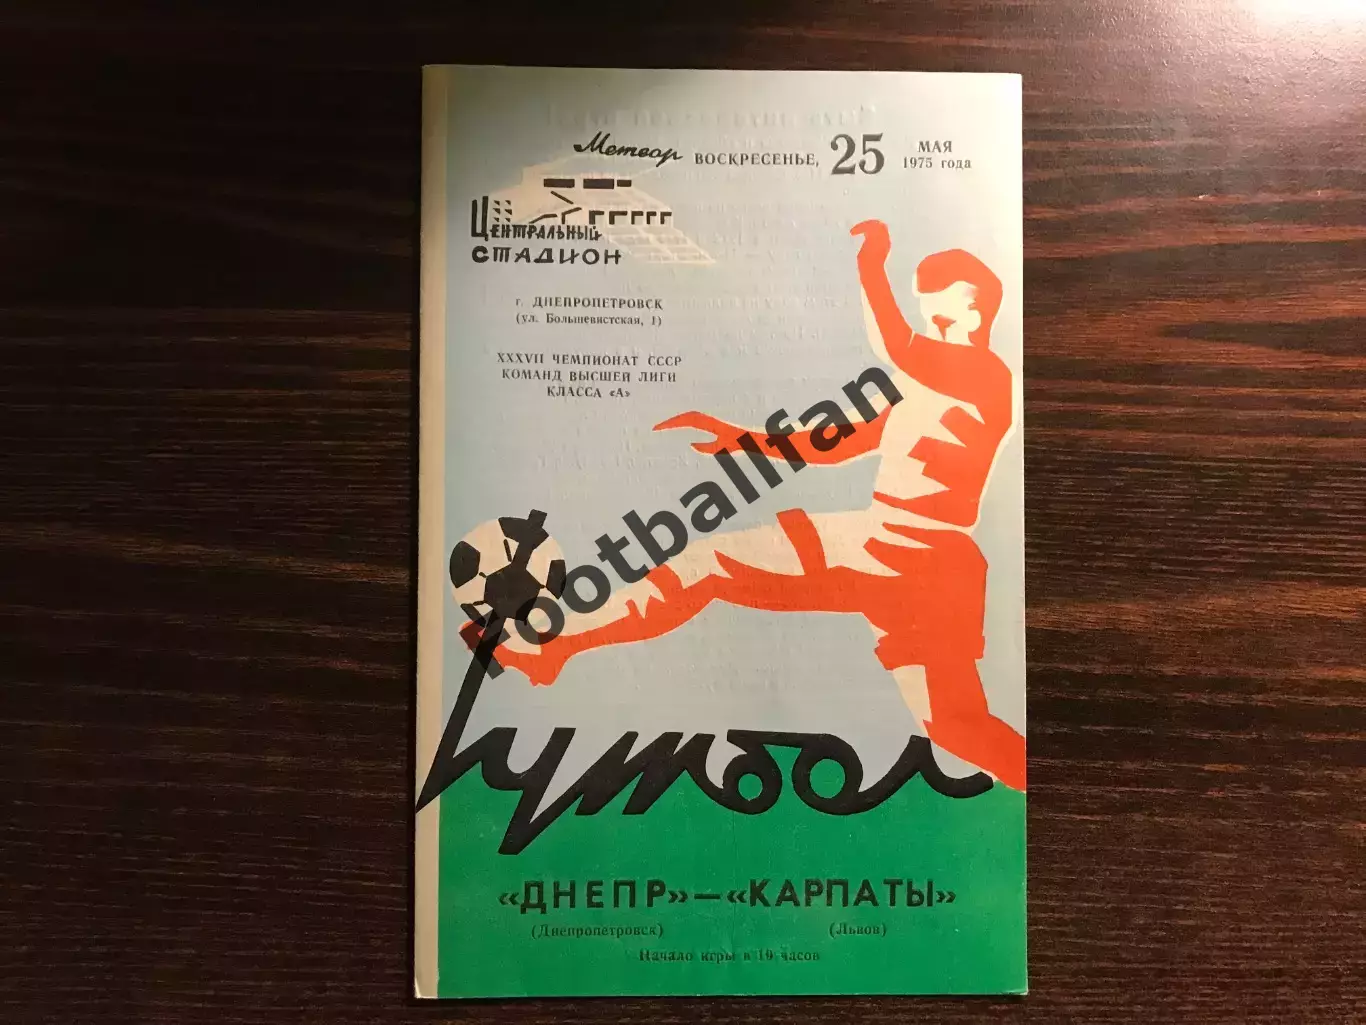 Метеор ВОСКРЕСЕНЬЕ, 25 МАЯ
1975 года
ЦЕНТРАЛЬНЫЙ
СТАДИОН
г. ДНЕПРОПЕТРОВСК
(ул. Большевистская, 1)
XXXVII ЧЕМПИОНАТ СССР
КОМАНД ВЫСШЕЙ ЛИГИ
КЛАССА «А»
Footballfan
Футбол
«ДНЕПР»—«КАРПАТЫ»
(Днепропетровск) (Львов)
Начало игры в 19 часов